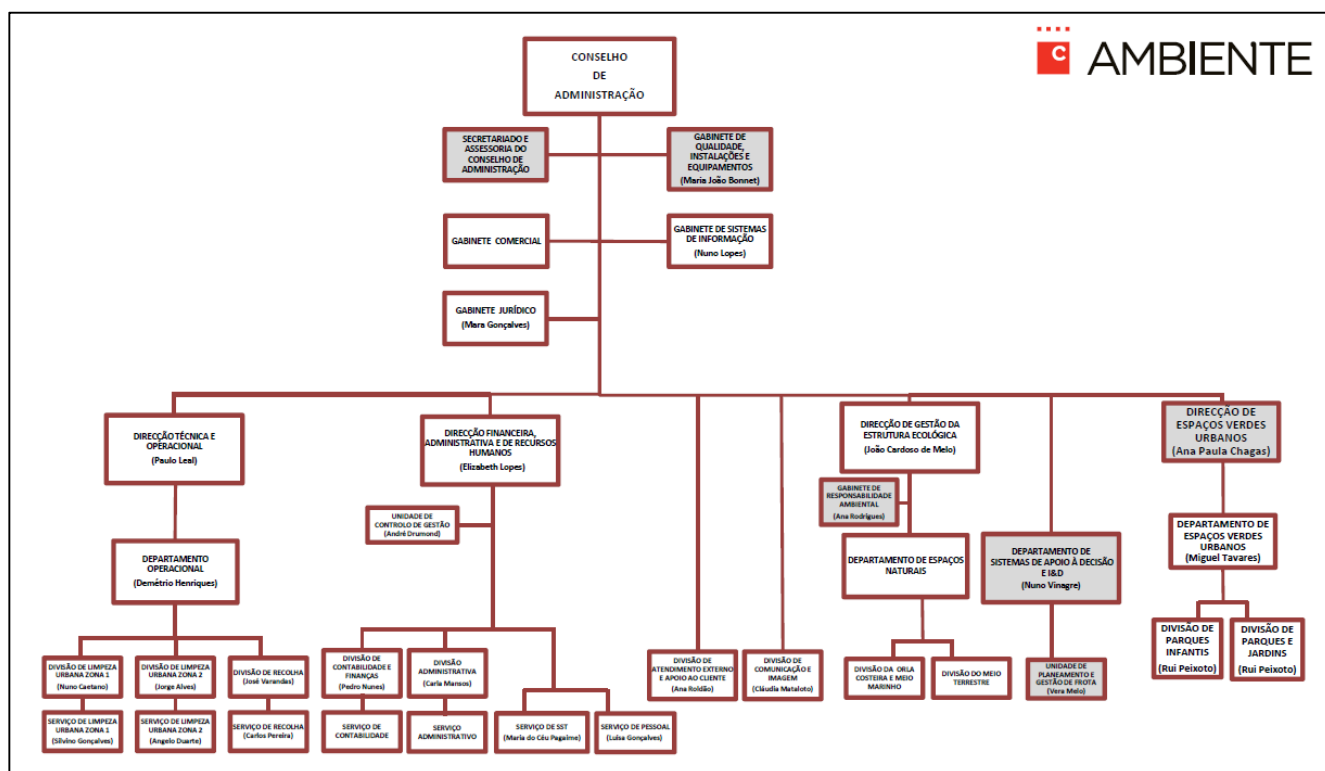 C AMBIENTE
CONSELHO
DE
ADMINISTRAÇÃO
SECRETARIADO E
ASSESSORIA DO
CONSELHO DE
ADMINISTRAÇÃO
GABINETE DE
QUALIDADE,
INSTALAÇÕES E
EQUIPAMENTOS
(Maria João Bonnet)
GABINETE COMERCIAL
GABINETE DE SISTEMAS
DE INFORMAÇÃO
(Nuno Lopes)
GABINETE JURÍDICO
(Mara Gonçalves)
DIRECÇÃO TÉCNICA E
OPERACIONAL
(Paulo Leal)
DIRECÇÃO FINANCEIRA,
ADMINISTRATIVA E DE RECURSOS
HUMANOS
(Elizabeth Lopes)
DIRECÇÃO DE GESTÃO DA
ESTRUTURA ECOLÓGICA
(João Cardoso de Melo)
DIRECÇÃO DE
ESPAÇOS VERDES
URBANOS
(Ana Paula Chagas)
UNIDADE DE
CONTROLO DE GESTÃO
(André Drumond)
GABINETE DE
RESPONSABILIDADE
AMBIENTAL
(Ana Rodrigues)
DEPARTAMENTO
OPERACIONAL
(Demétrio Henriques)
DEPARTAMENTO DE ESPAÇOS
NATURAIS
DEPARTAMENTO DE
SISTEMAS DE APOIO À DECISÃO
E I&D
(Nuno Vinagre)
DEPARTAMENTO DE
ESPAÇOS VERDES
URBANOS
(Miguel Tavares)
DIVISÃO DE LIMPEZA
URBANA ZONA 1
(Nuno Caetano)
DIVISÃO DE LIMPEZA
URBANA ZONA 2
(Jorge Alves)
DIVISÃO DE RECOLHA
(José Varandas)
DIVISÃO DE
CONTABILIDADE E
FINANÇAS
(Pedro Nunes)
DIVISÃO
ADMINISTRATIVA
(Carla Mansos)
DIVISÃO DE
ATENDIMENTO EXTERNO
E APOIO AO CLIENTE
(Ana Roldão)
DIVISÃO DE
COMUNICAÇÃO E
IMAGEM
(Cláudia Mataloto)
DIVISÃO DA ORLA
COSTEIRA E MEIO
MARINHO
DIVISÃO DO MEIO
TERRESTRE
UNIDADE DE
PLANEAMENTO E
GESTÃO DE FROTA
(Vera Melo)
DIVISÃO DE
PARQUES
INFANTIS
(Rui Peixoto)
DIVISÃO DE
PARQUES E
JARDINS
(Rui Peixoto)
SERVIÇO DE LIMPEZA
URBANA ZONA 1
(Silvino Gonçalves)
SERVIÇO DE LIMPEZA
URBANA ZONA 2
(Angelo Duarte)
SERVIÇO DE RECOLHA
(Carlos Pereira)
SERVIÇO DE
CONTABILIDADE
SERVIÇO
ADMINISTRATIVO
SERVIÇO DE SST
(Maria do Céu Pagaime)
SERVIÇO DE PESSOAL
(Luisa Gonçalves)